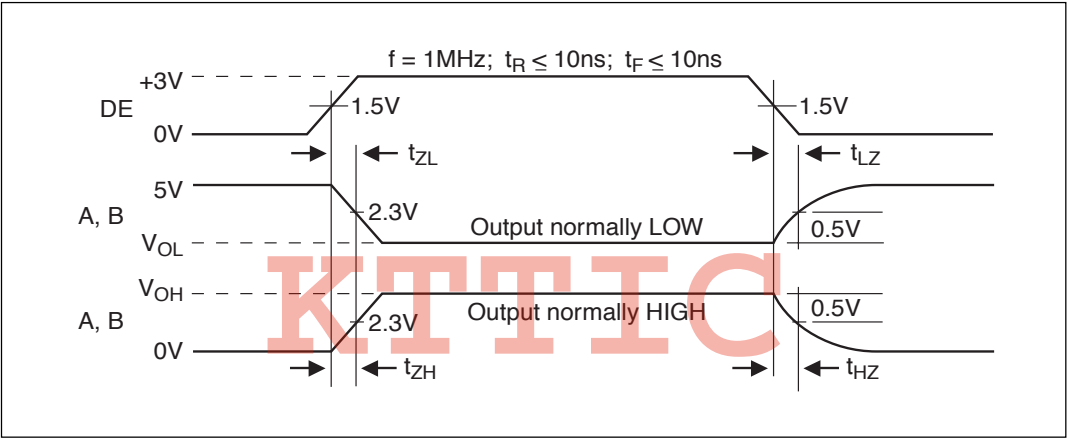 f = 1MHz; tR ≤ 10ns; tF ≤ 10ns
+3V
DE
1.5V
1.5V
0V
tZL
tLZ
5V
A, B
2.3V
Output normally LOW
0.5V
VOL
KTTIC
VOH
A, B
2.3V
Output normally HIGH
0.5V
0V
tZH
tHZ